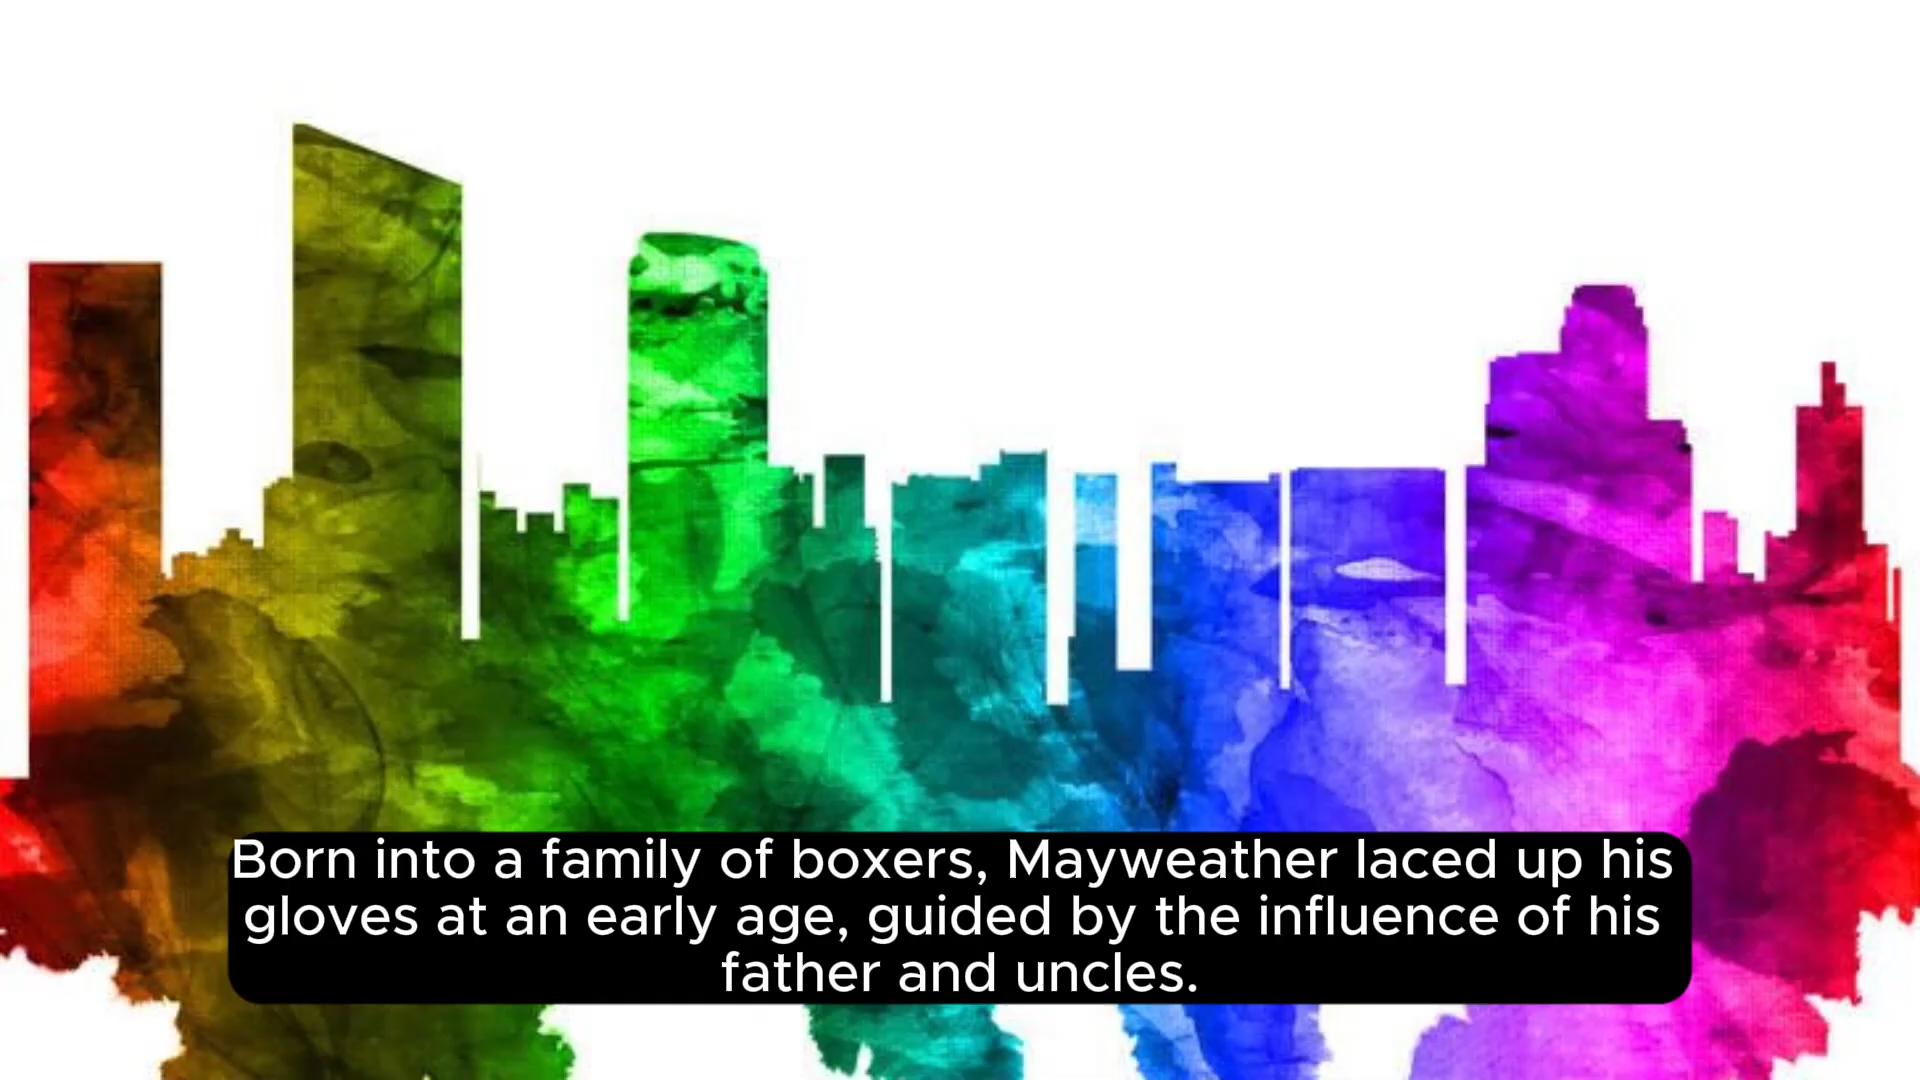 Born into a family of boxers, Mayweather laced up his
gloves at an early age, guided by the influence of his
father and uncles.